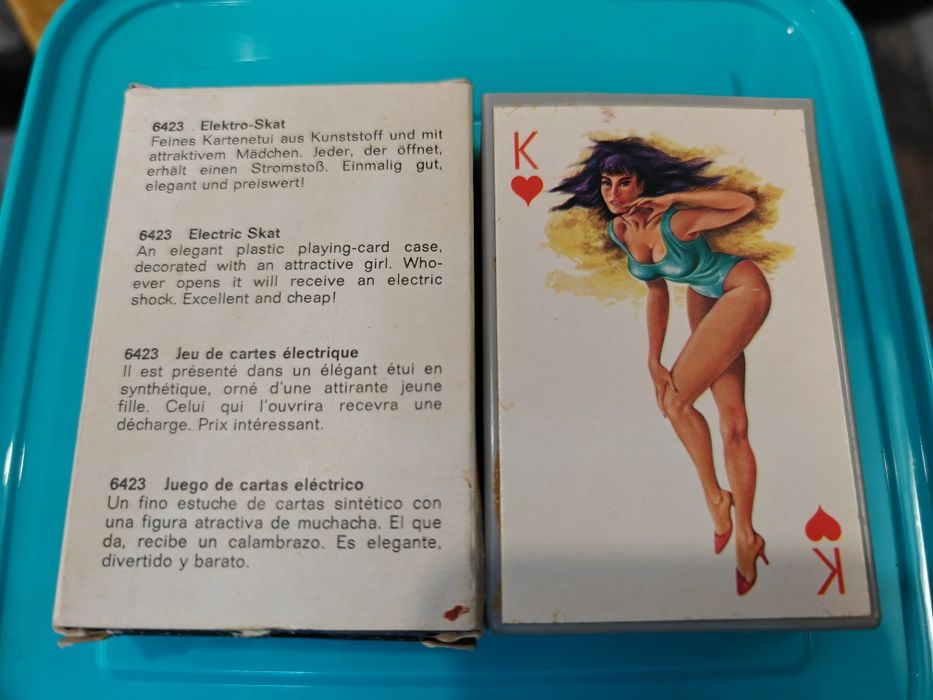 6423 . Elektro-Skat
Feines Kartenetui aus Kunststoff und mit
attraktivem Mädchen. Jeder, der öffnet,
erhält einen Stromstoß. Einmalig gut,
elegant und preiswert!
6423 Electric Skat
An elegant plastic playing-card case,
decorated with an attractive girl. Who-
ever opens it will receive an electric
shock. Excellent and cheap!
6423 Jeu de cartes électrique
Il est présenté dans un élégant étui en
synthétique, orné d'une attirante jeune
fille. Celui qui l'ouvrira recevra une
décharge. Prix intéressant.
6423 Juego de cartas eléctrico
Un fino estuche de cartas sintético con
una figura atractiva de muchacha. El que
da, recibe un calambrazo. Es elegante,
divertido y barato.
K
K